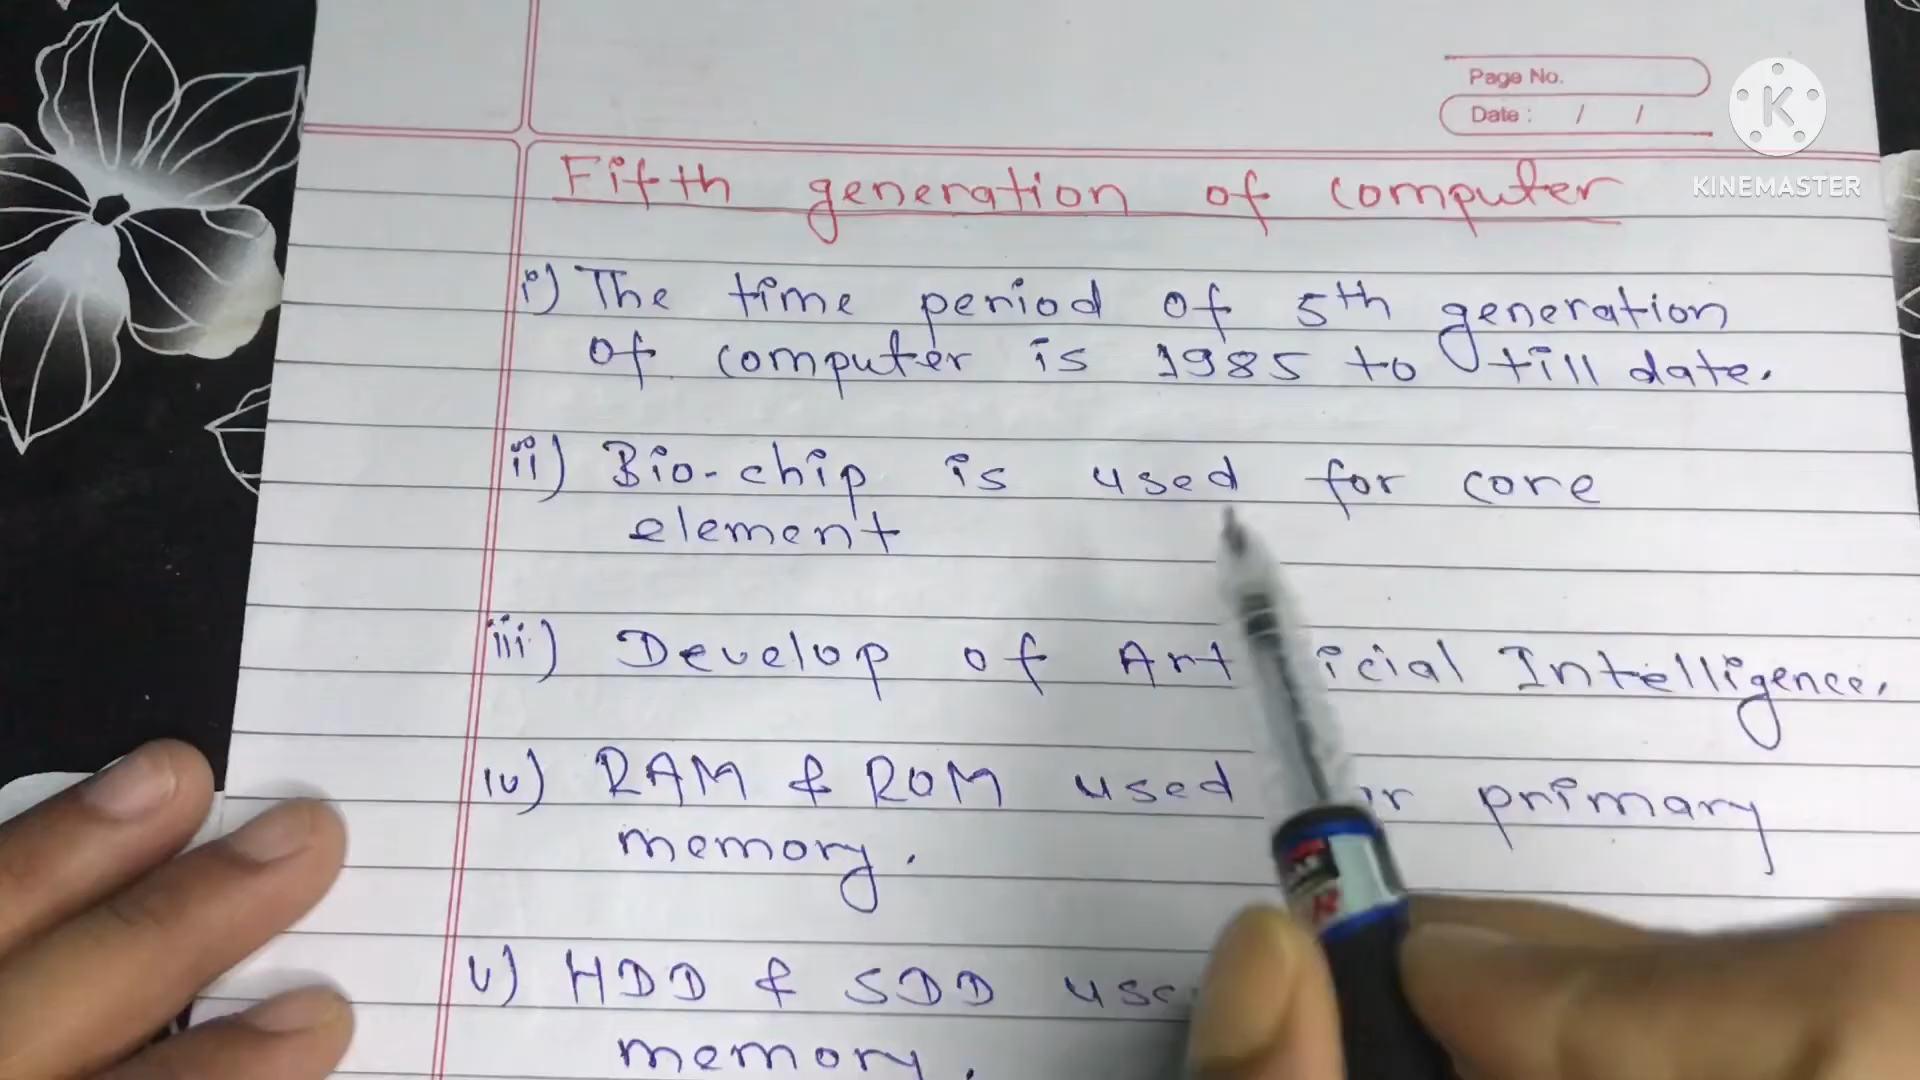 Page No.
Date : / /
KINEMASTER
Fifth generation of computer
i) The time period of 5th generation
of computer is 1985 to till date.
ii) Bio-chip is used for core
element
iii) Develop of Art icial Intelligence.
iv) RAM & ROM used primary
memory.
v) HDD & SDD
memory.